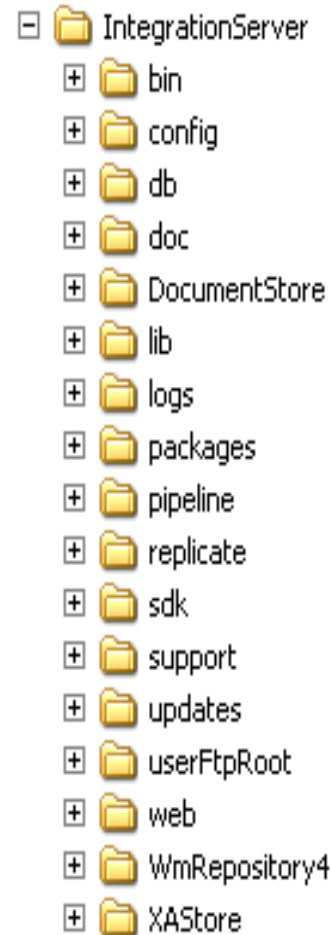 IntegrationServer
bin
config
db
doc
DocumentStore
lib
logs
packages
pipeline
replicate
sdk
support
updates
userFtpRoot
web
WmRepository4
XAStore